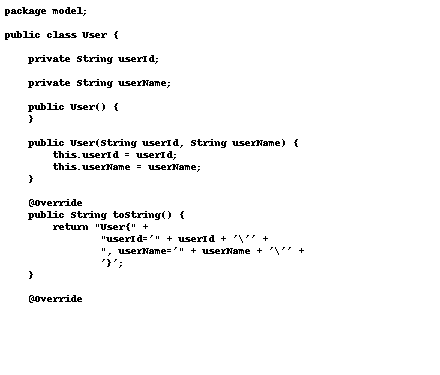 package model;

public class User {

    private String userId;

    private String userName;

    public User() {
    }

    public User(String userId, String userName) {
        this.userId = userId;
        this.userName = userName;
    }

    @Override
    public String toString() {
        return "User{" +
                "userId='" + userId + '\'' +
                ", userName='" + userName + '\'' +
                '}';
    }

    @Override